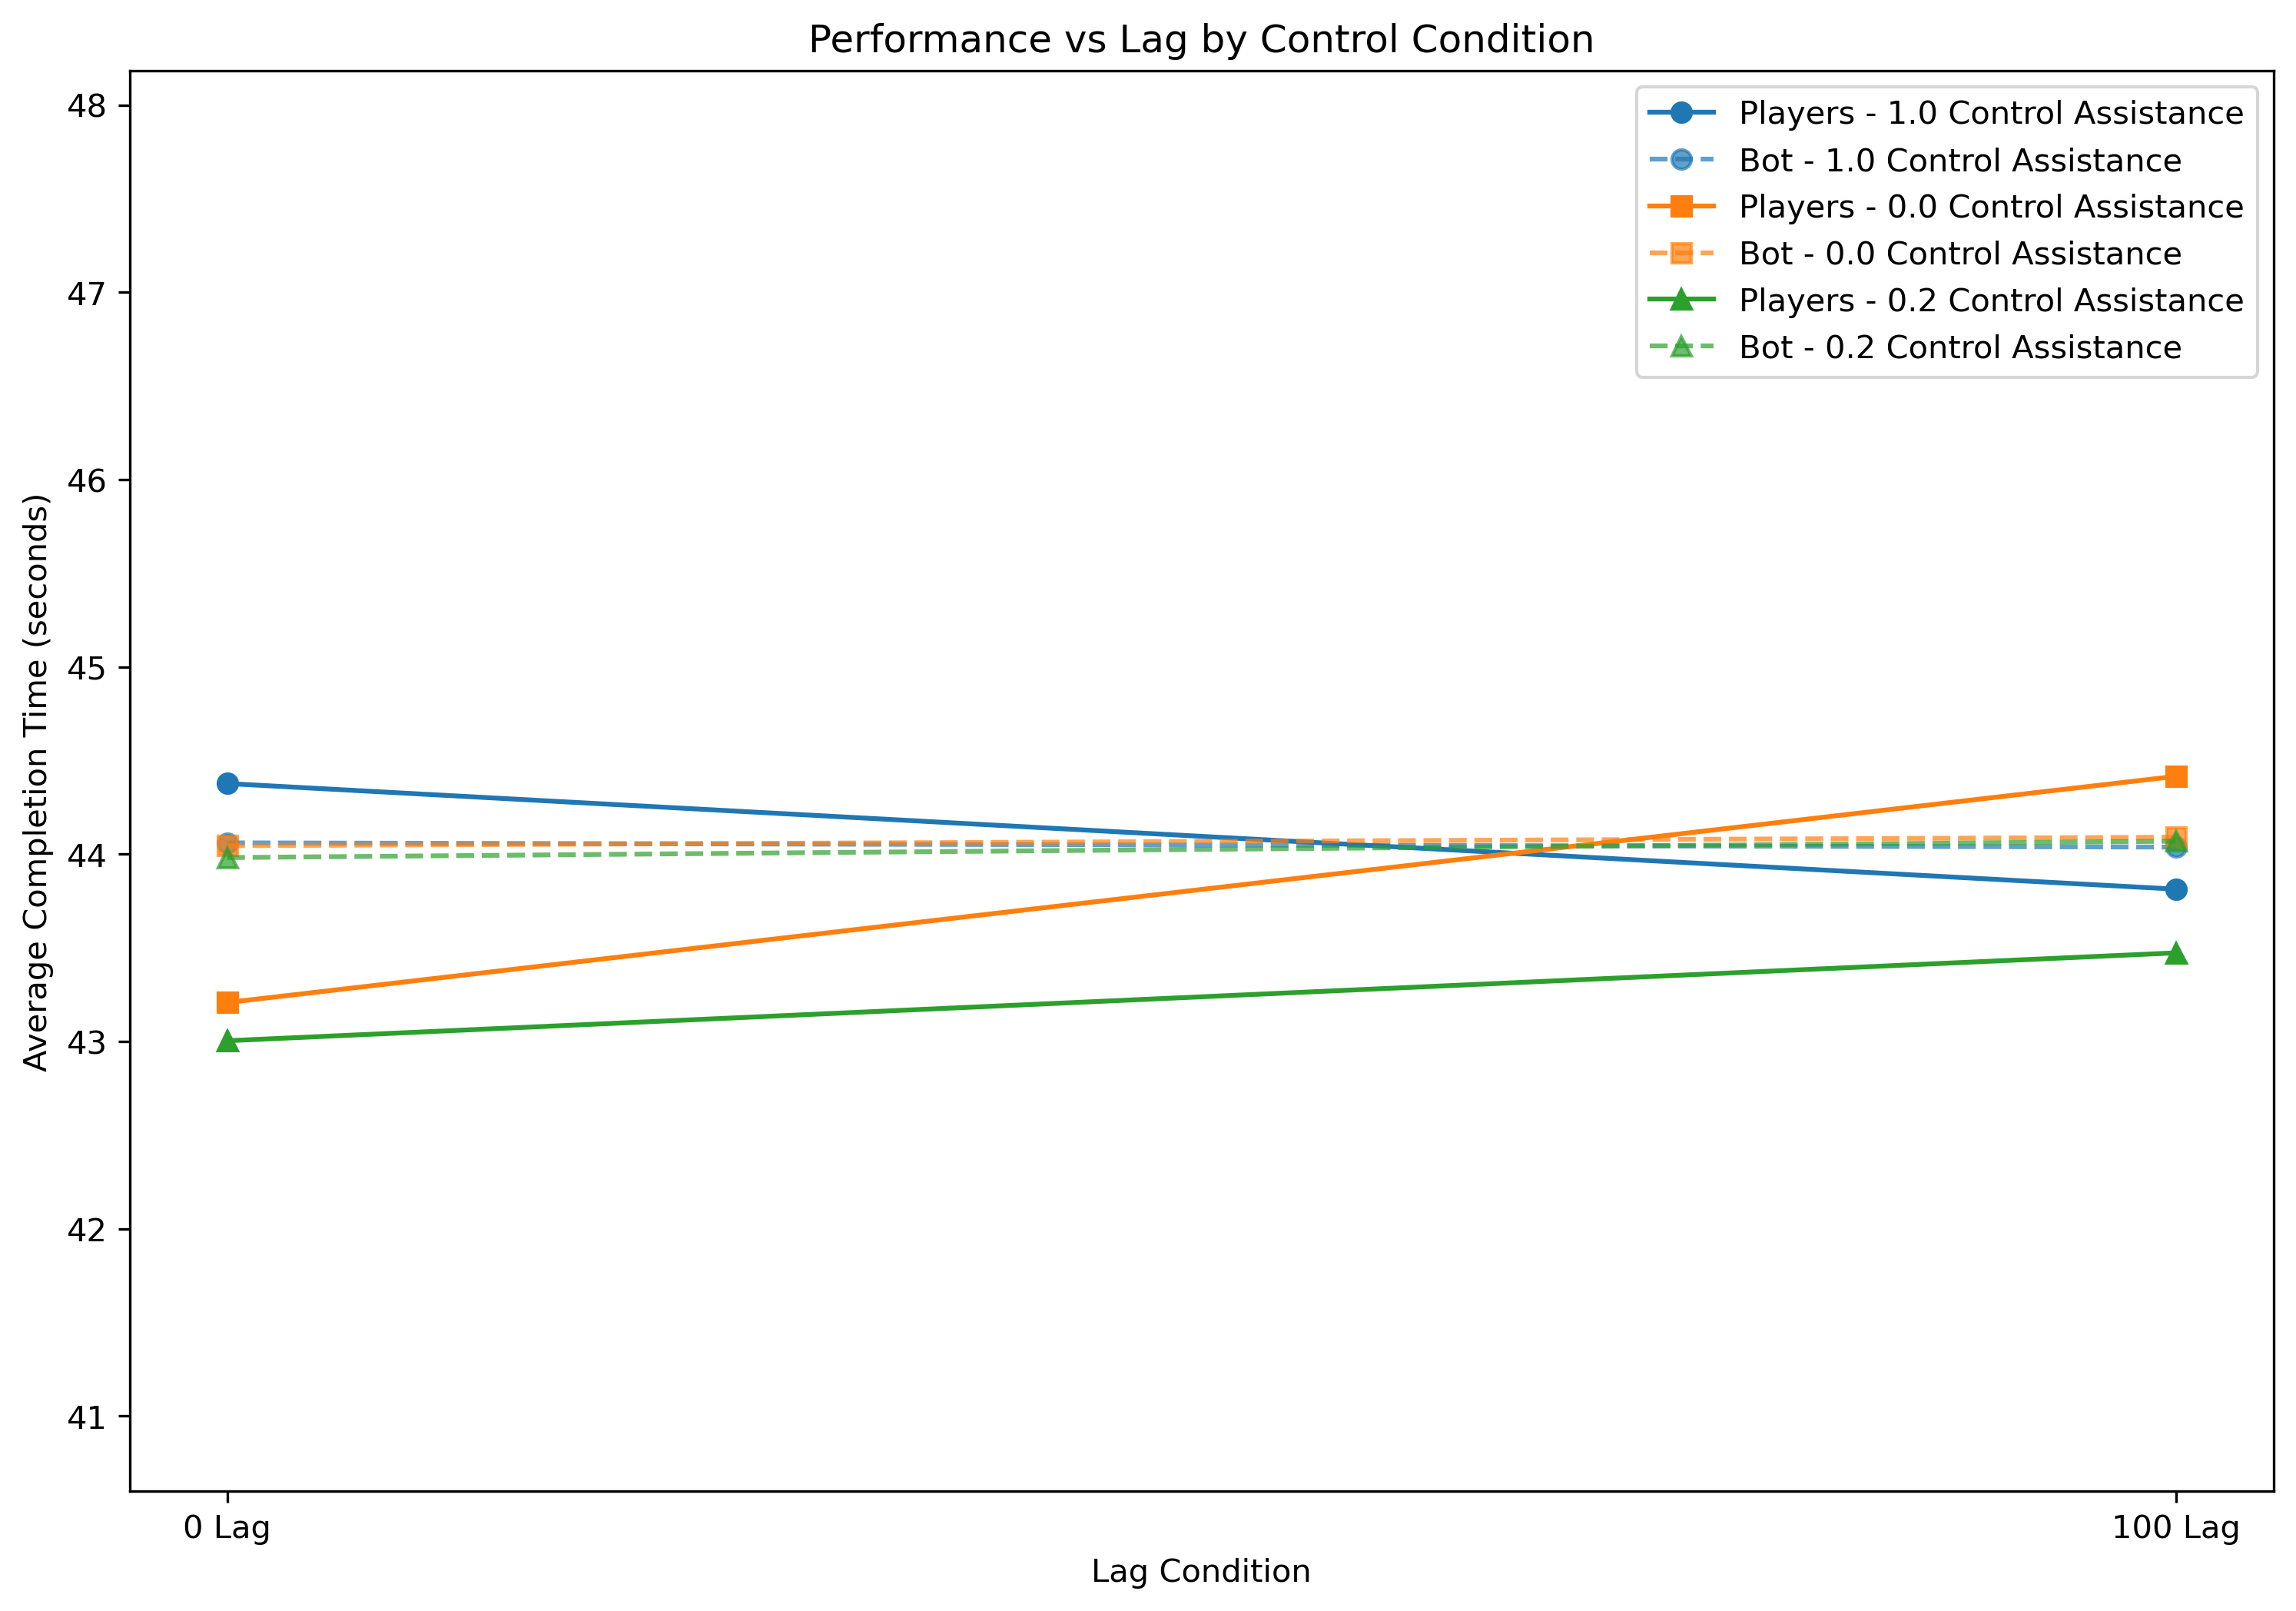 Performance vs Lag by Control Condition
Players - 1.0 Control Assistance
Bot - 1.0 Control Assistance
Players - 0.0 Control Assistance
Bot - 0.0 Control Assistance
Players - 0.2 Control Assistance
Bot - 0.2 Control Assistance
48
47
46
45
44
43
42
41
Average Completion Time (seconds)
0 Lag
100 Lag
Lag Condition